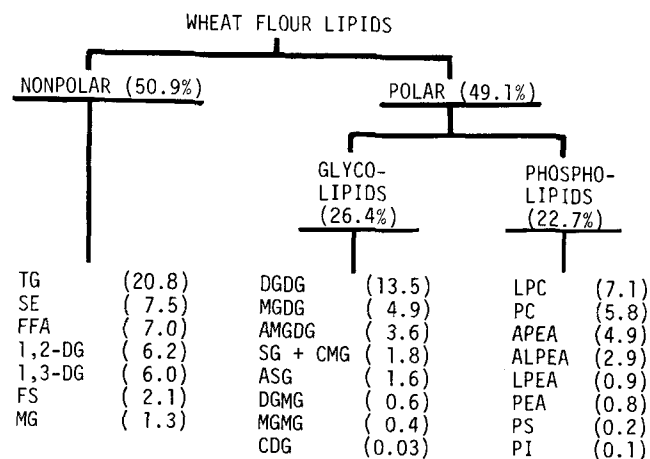 WHEAT FLOUR LIPIDS
NONPOLAR (50.9%)
POLAR (49.1%)
GLYCO-
LIPIDS
(26.4%)
PHOSPHO-
LIPIDS
(22.7%)
TG (20.8)
SE ( 7.5)
FFA ( 7.0)
1,2-DG ( 6.2)
1,3-DG ( 6.0)
FS ( 2.1)
MG ( 1.3)
DGDG (13.5)
MGDG ( 4.9)
AMGDG ( 3.6)
SG + CMG ( 1.8)
ASG ( 1.6)
DGMG ( 0.6)
MGMG ( 0.4)
CDG (0.03)
LPC (7.1)
PC (5.8)
APEA (4.9)
ALPEA (2.9)
LPEA (0.9)
PEA (0.8)
PS (0.2)
PI (0.1)